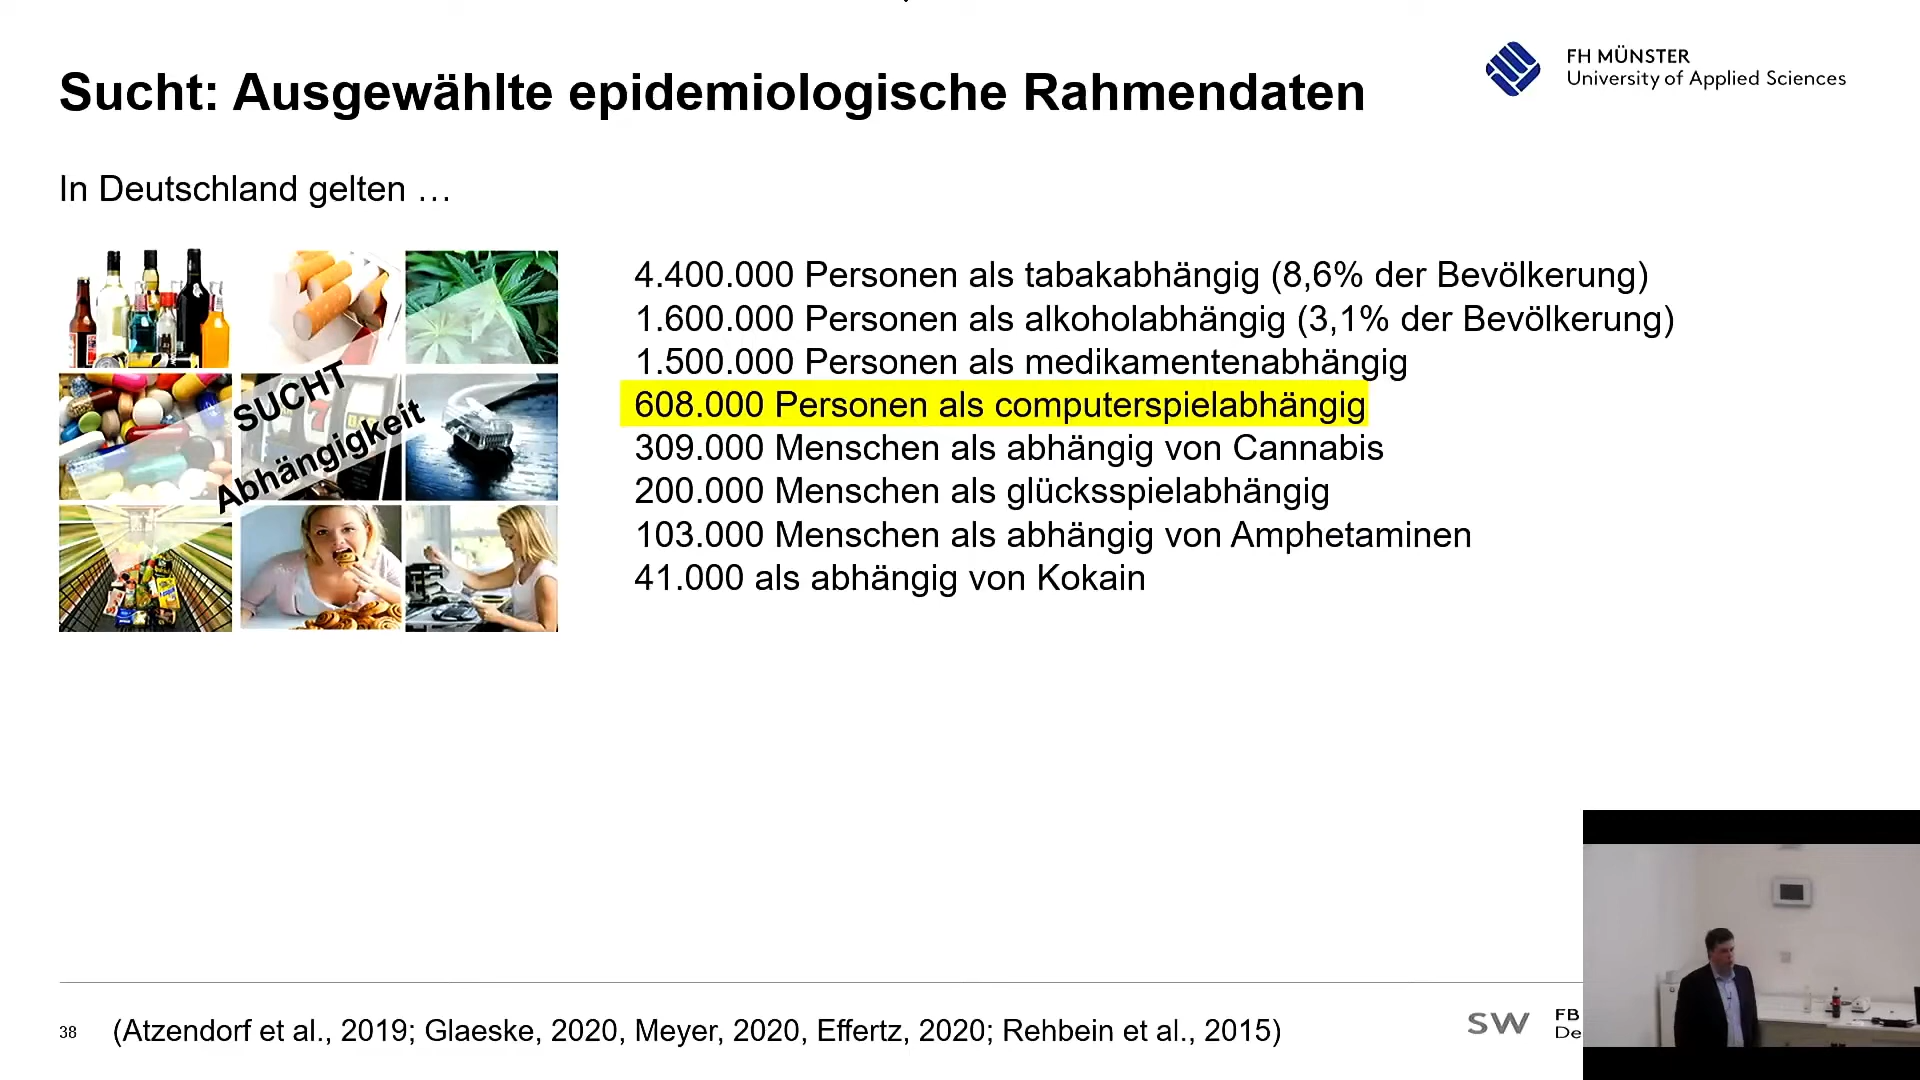 Sucht: Ausgewählte epidemiologische Rahmendaten
FH MÜNSTER
University of Applied Sciences
In Deutschland gelten …
SUCHT
Abhängigkeit
4.400.000 Personen als tabakabhängig (8,6% der Bevölkerung)
1.600.000 Personen als alkoholabhängig (3,1% der Bevölkerung)
1.500.000 Personen als medikamentenabhängig
608.000 Personen als computerspielabhängig
309.000 Menschen als abhängig von Cannabis
200.000 Menschen als glücksspielabhängig
103.000 Menschen als abhängig von Amphetaminen
41.000 als abhängig von Kokain
38
(Atzendorf et al., 2019; Glaeske, 2020, Meyer, 2020, Effertz, 2020; Rehbein et al., 2015)
SW
FB
De